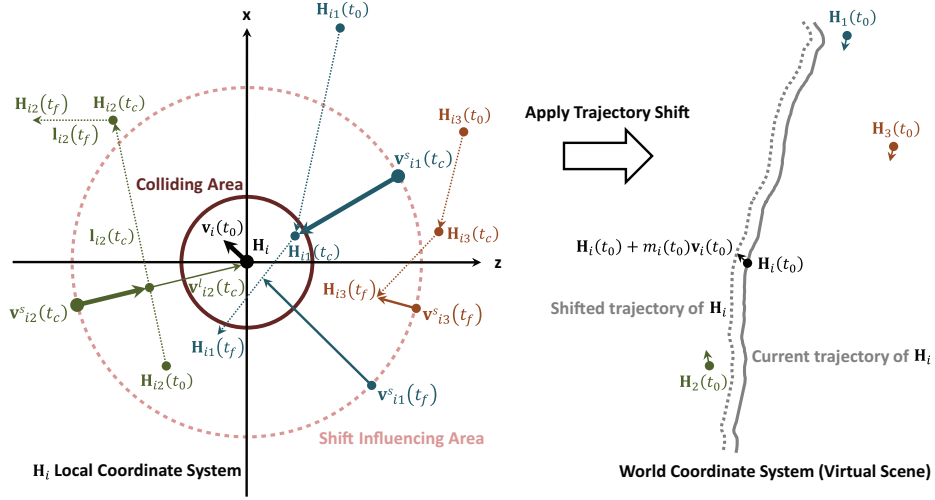 x
H_{i1}(t_0)
H_{i2}(t_f)
H_{i2}(t_c)
l_{i2}(t_f)
H_{i3}(t_0)
v^s_{i1}(t_c)
Colliding Area
v_i(t_0)
H_i
H_{i1}(t_c)
H_{i3}(t_c)
l_{i2}(t_c)
z
v^l_{i2}(t_c)
H_{i3}(t_f)
v^s_{i2}(t_c)
v^s_{i3}(t_f)
H_{i1}(t_f)
H_{i2}(t_0)
v^s_{i1}(t_f)
Shift Influencing Area
H_i Local Coordinate System
Apply Trajectory Shift
H_1(t_0)
H_3(t_0)
H_i(t_0) + m_i(t_0)v_i(t_0)
H_i(t_0)
Shifted trajectory of H_i
Current trajectory of H_i
H_2(t_0)
World Coordinate System (Virtual Scene)